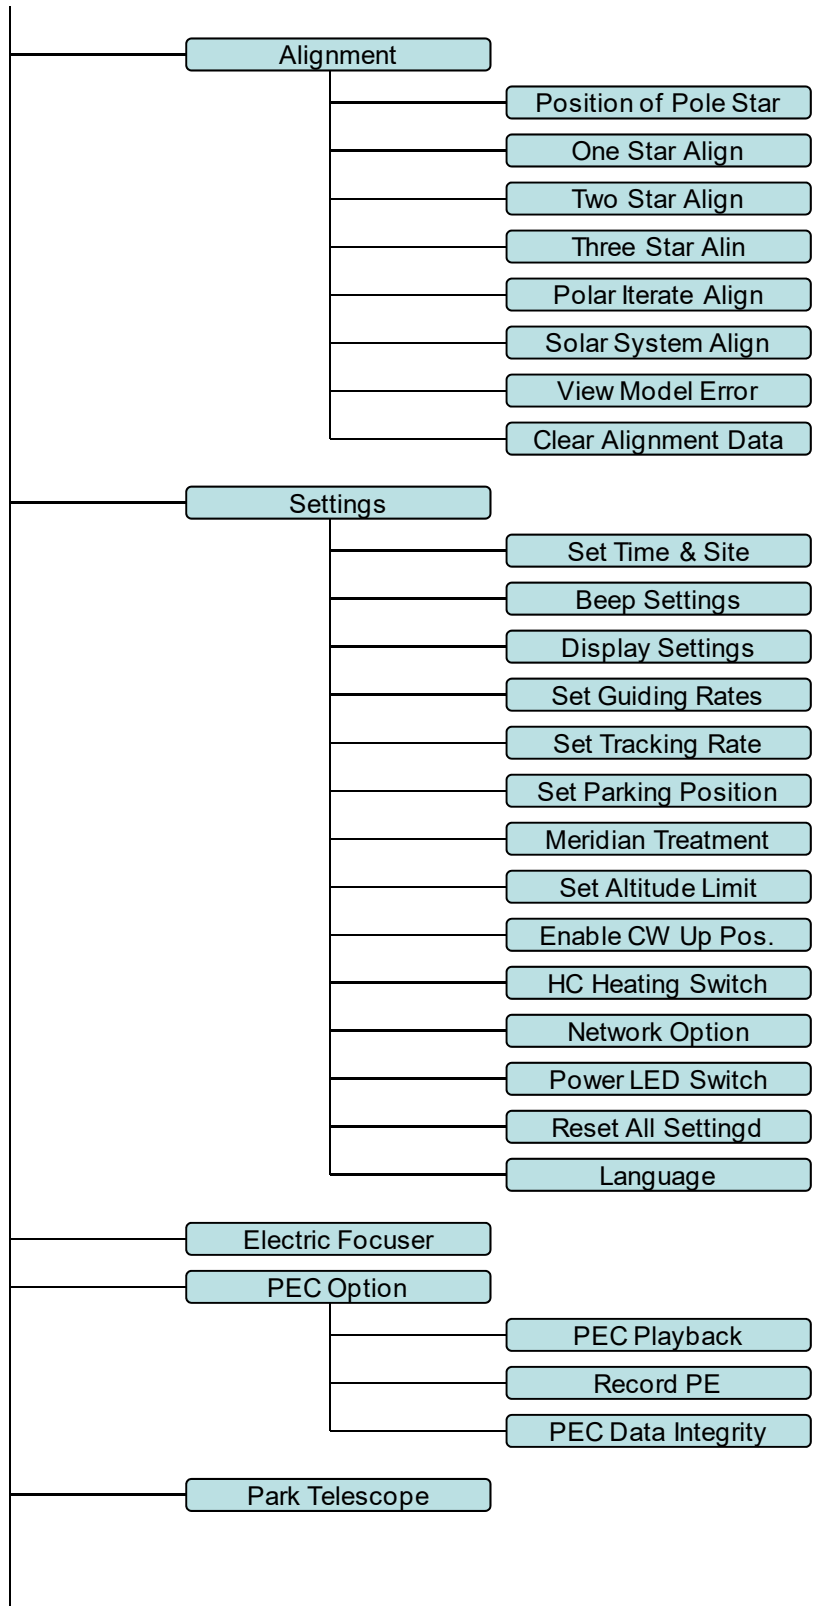 Alignment
Position of Pole Star
One Star Align
Two Star Align
Three Star Alin
Polar Iterate Align
Solar System Align
View Model Error
Clear Alignment Data
Settings
Set Time & Site
Beep Settings
Display Settings
Set Guiding Rates
Set Tracking Rate
Set Parking Position
Meridian Treatment
Set Altitude Limit
Enable CW Up Pos.
HC Heating Switch
Network Option
Power LED Switch
Reset All Settingd
Language
Electric Focuser
PEC Option
PEC Playback
Record PE
PEC Data Integrity
Park Telescope